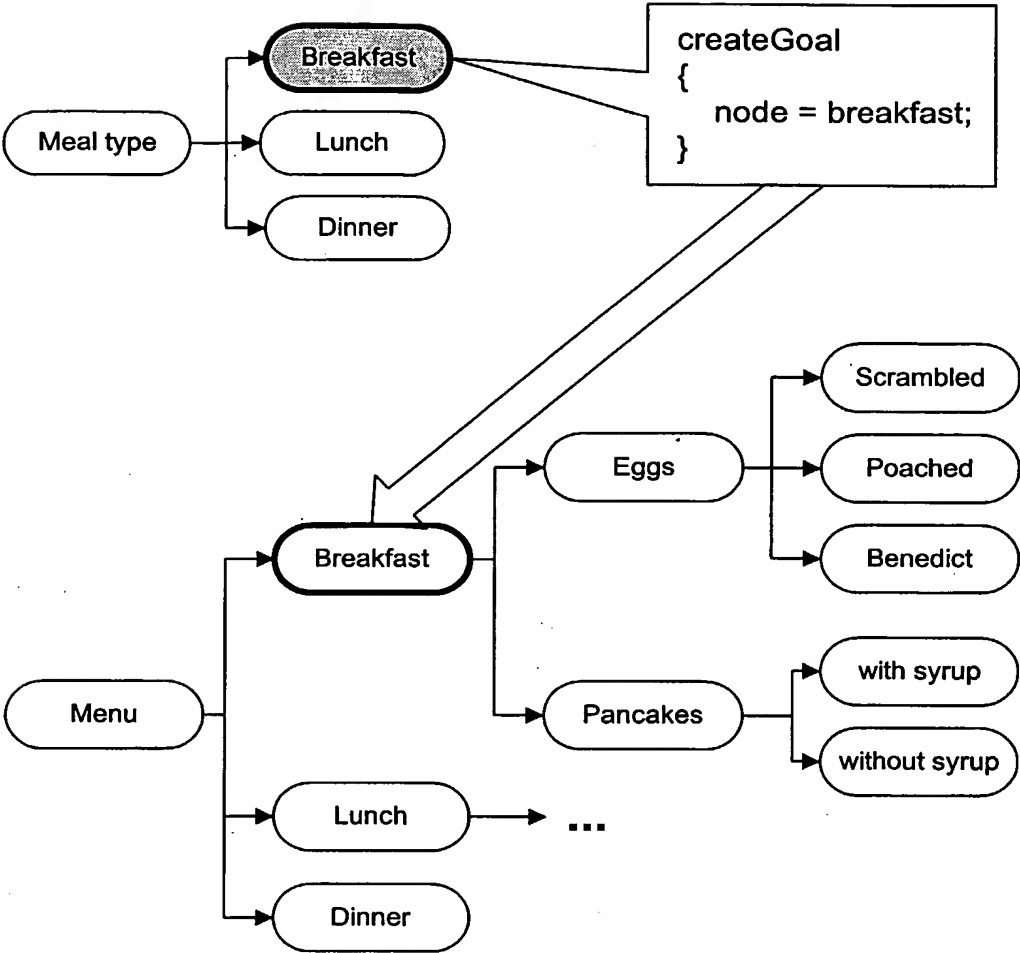 Breakfast
Meal type
Lunch
Dinner
createGoal
{
node = breakfast;
}
Scrambled
Eggs
Poached
Breakfast
Benedict
with syrup
Menu
Pancakes
without syrup
Lunch
...
Dinner